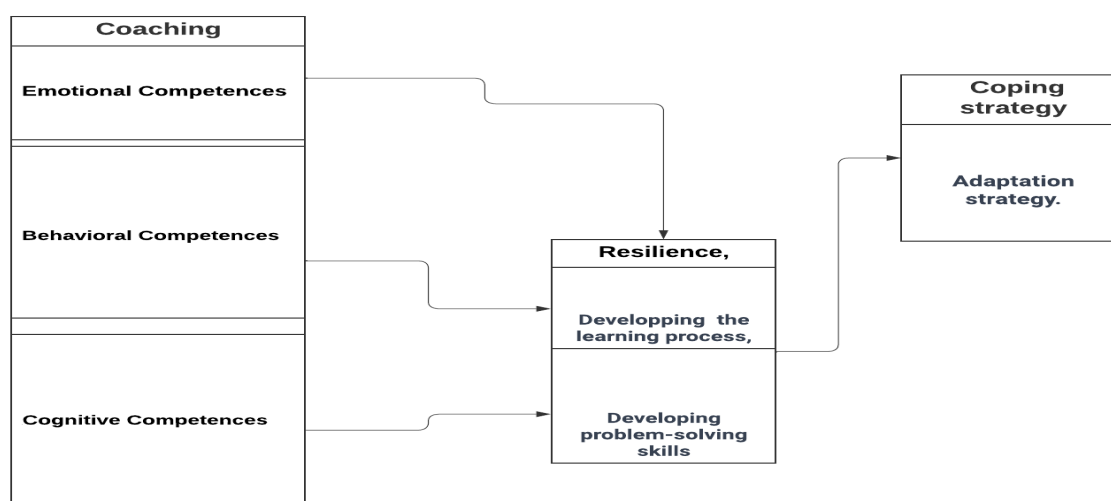 Coaching
Emotional Competences
Behavioral Competences
Cognitive Competences
Resilience,
Developping the
learning process,
Developing
problem-solving
skills
Coping
strategy
Adaptation
strategy.